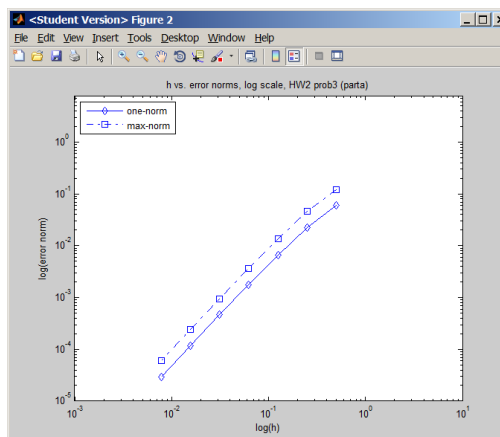 <Student Version> Figure 2
File Edit View Insert Tools Desktop Window Help
h vs. error norms, log scale, HW2 prob3 (parta)
one-norm
max-norm
10^0
10^-1
10^-2
10^-3
10^-4
10^-5
log(error norm)
10^-3 10^-2 10^-1 10^0 10^1
log(h)